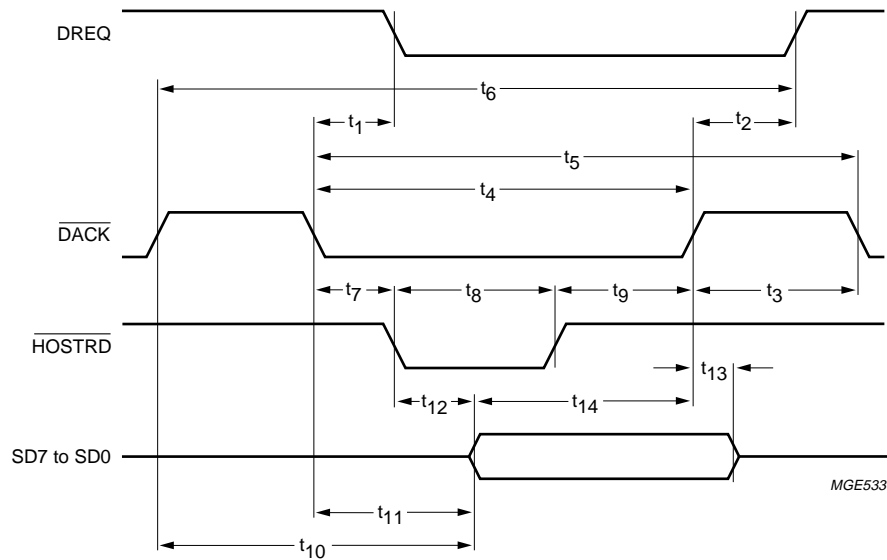 DREQ
t6
t1
t2
t5
t4
DACK
t7
t8
t9
t3
HOSTRD
t13
t12
t14
SD7 to SD0
MGE533
t11
t10